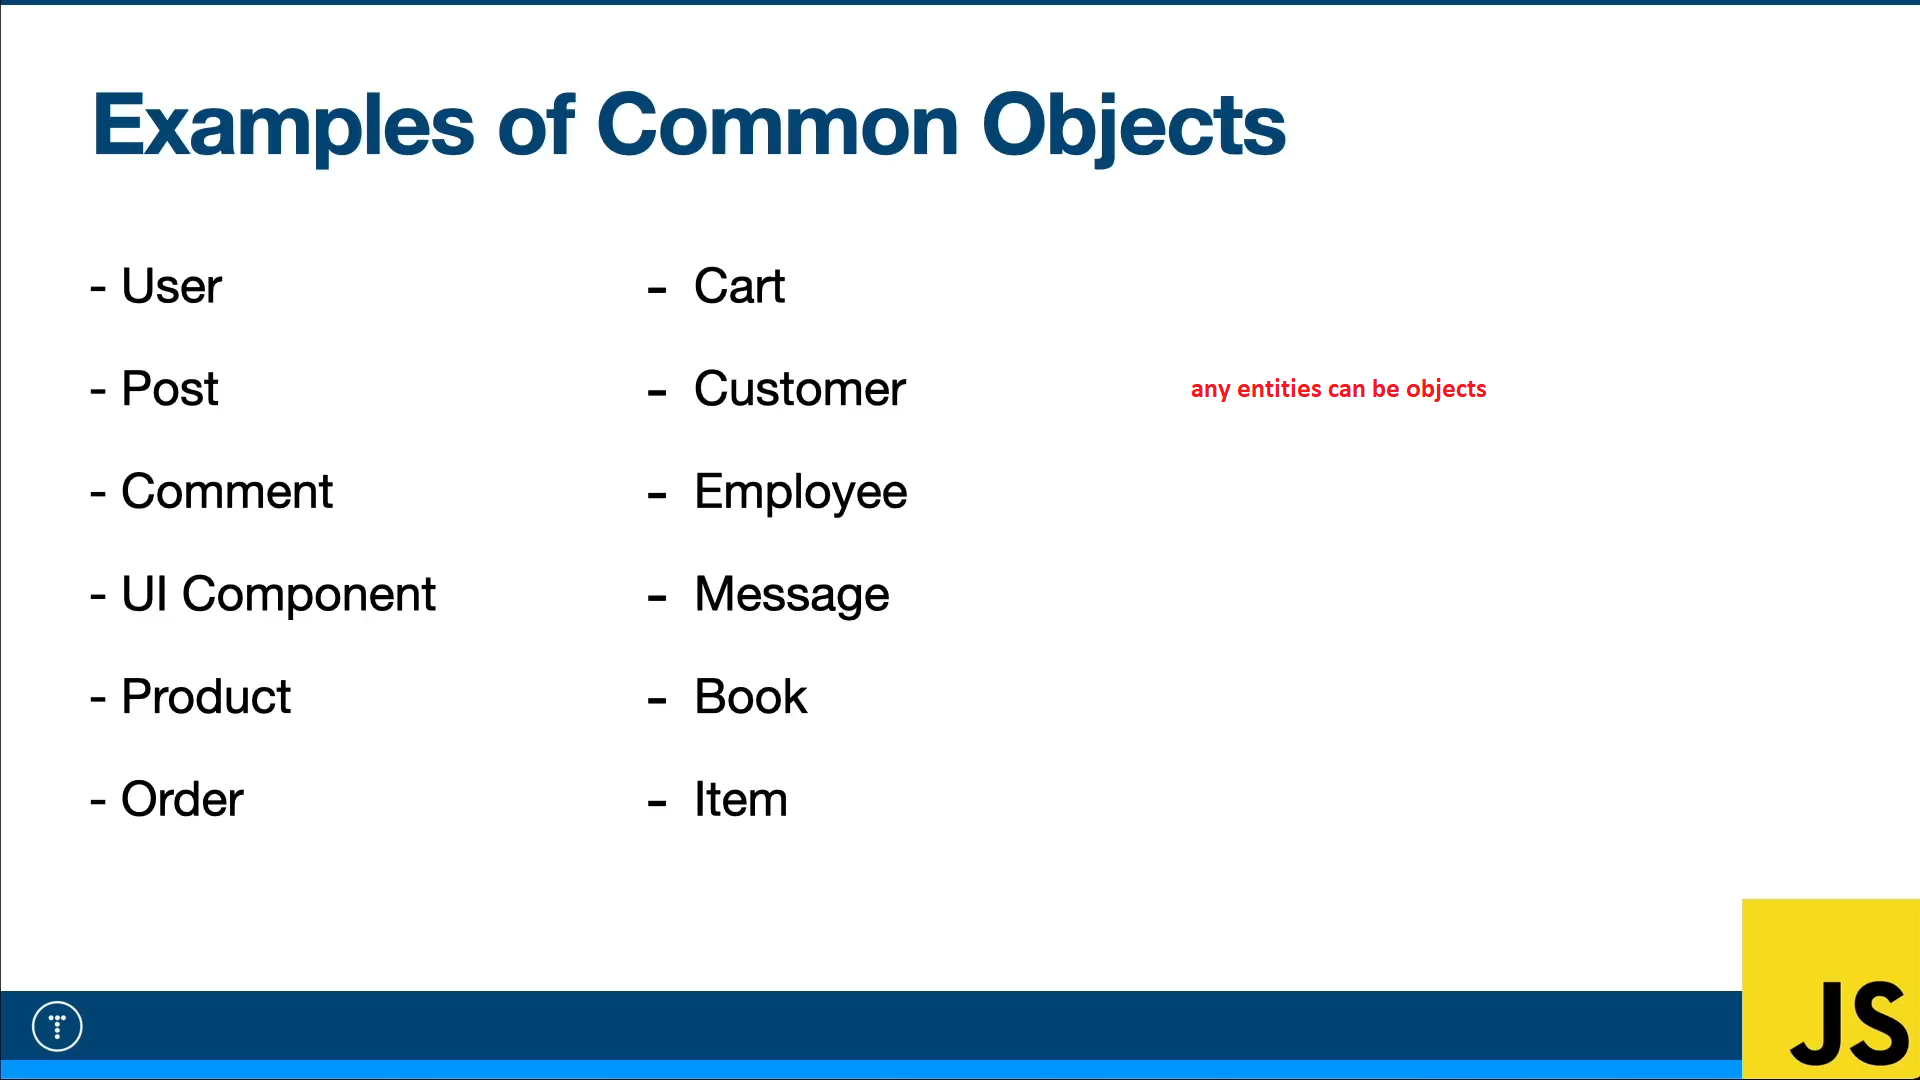 Examples of Common Objects
- User
- Post
- Comment
- UI Component
- Product
- Order
- Cart
- Customer
- Employee
- Message
- Book
- Item
any entities can be objects
T
JS